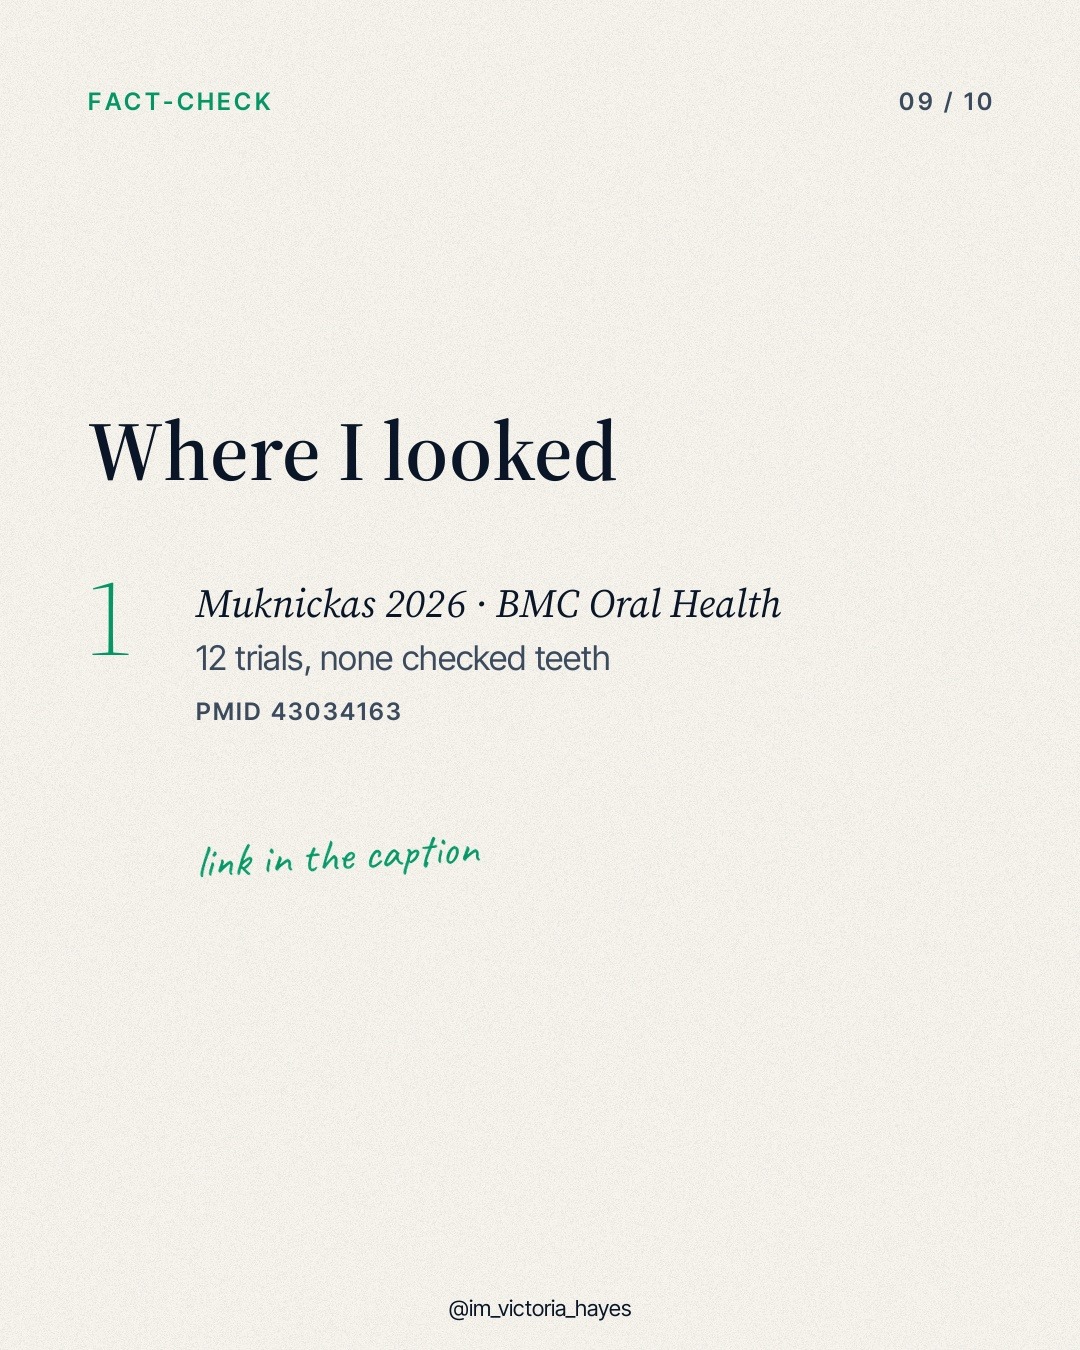 FACT-CHECK
09 / 10
Where I looked
1
Muknickas 2026 · BMC Oral Health
12 trials, none checked teeth
PMID 43034163
link in the caption
@im_victoria_hayes